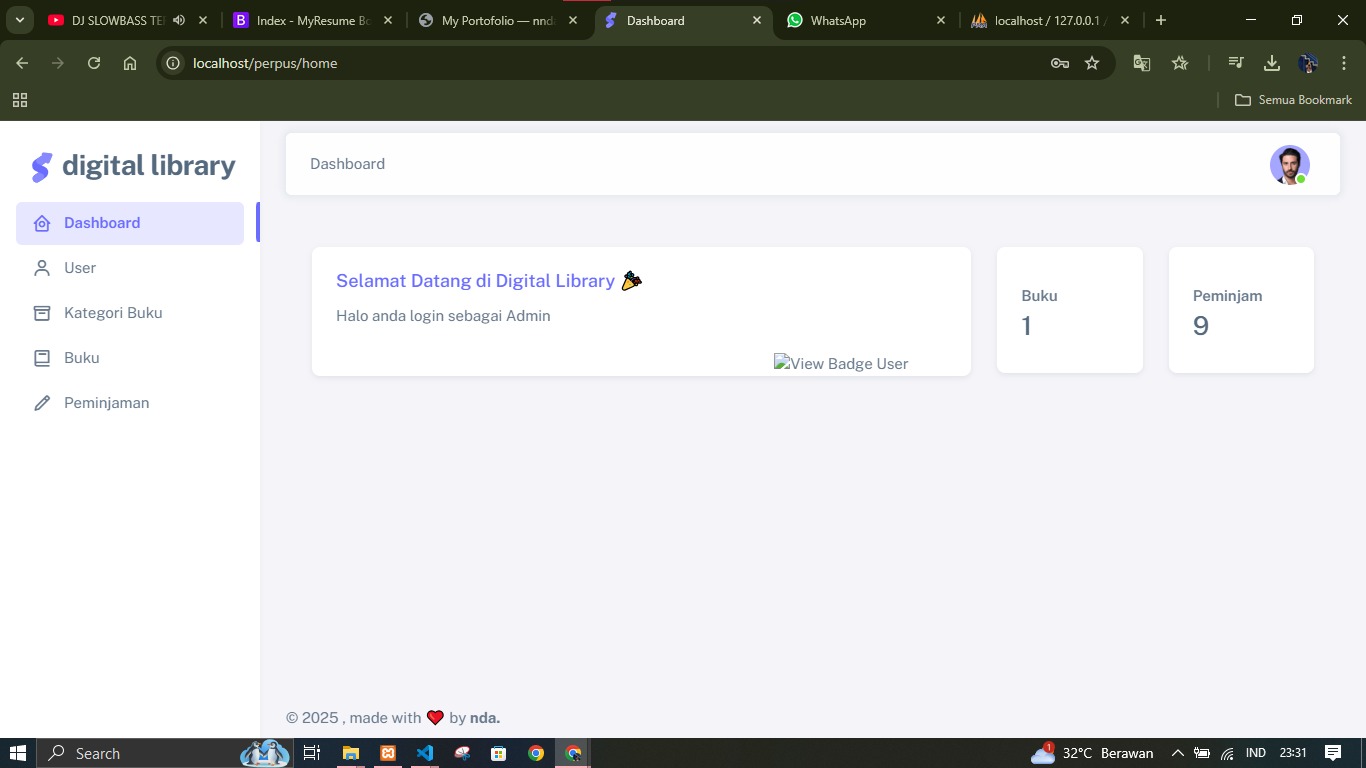 DJ SLOWBASS TE
Index - MyResume Bo
My Portofolio — nnda
Dashboard
WhatsApp
localhost / 127.0.0.1 /
localhost/perpus/home
Semua Bookmark
digital library
Dashboard
Dashboard
User
Kategori Buku
Buku
Peminjaman
Selamat Datang di Digital Library 🎉
Halo anda login sebagai Admin
View Badge User
Buku
1
Peminjam
9
© 2025 , made with ❤️ by nda.
Search
1
32°C Berawan
IND
23:31